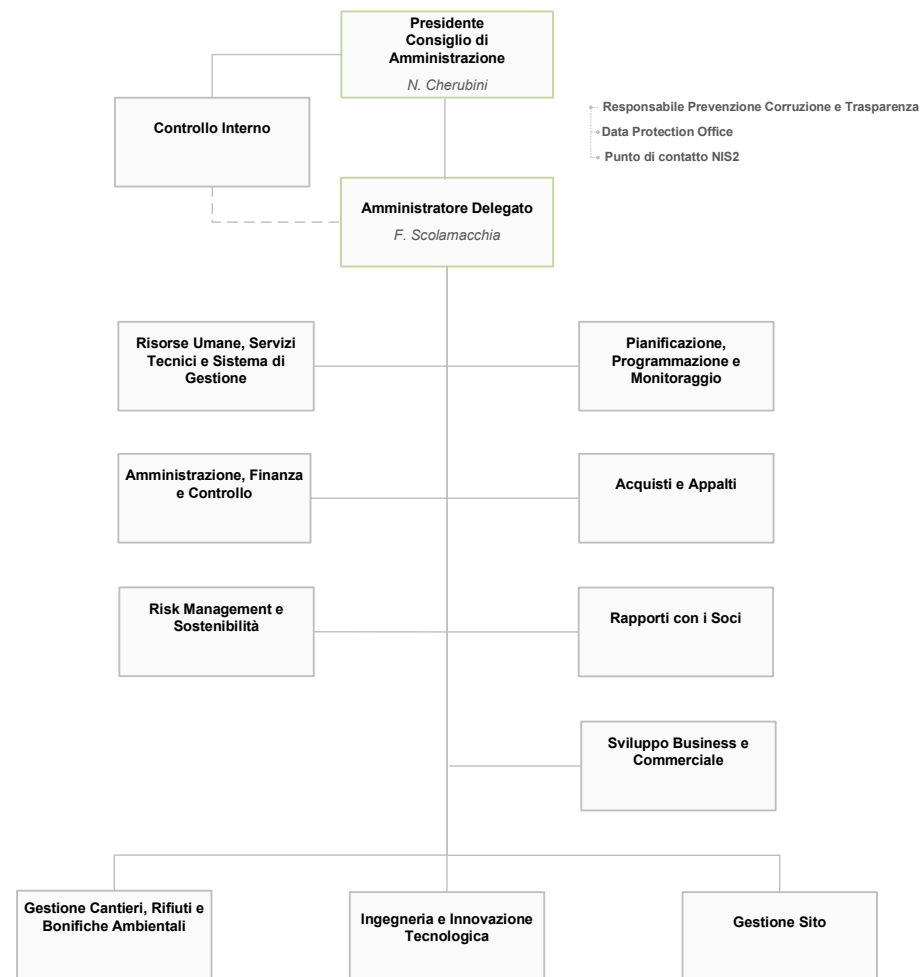 Presidente
Consiglio di
Amministrazione
N. Cherubini
Controllo Interno
Responsabile Prevenzione Corruzione e Trasparenza
Data Protection Office
Punto di contatto NIS2
Amministratore Delegato
F. Scolamacchia
Risorse Umane, Servizi
Tecnici e Sistema di
Gestione
Pianificazione,
Programmazione e
Monitoraggio
Amministrazione, Finanza
e Controllo
Acquisti e Appalti
Risk Management e
Sostenibilità
Rapporti con i Soci
Sviluppo Business e
Commerciale
Gestione Cantieri, Rifiuti e
Bonifiche Ambientali
Ingegneria e Innovazione
Tecnologica
Gestione Sito